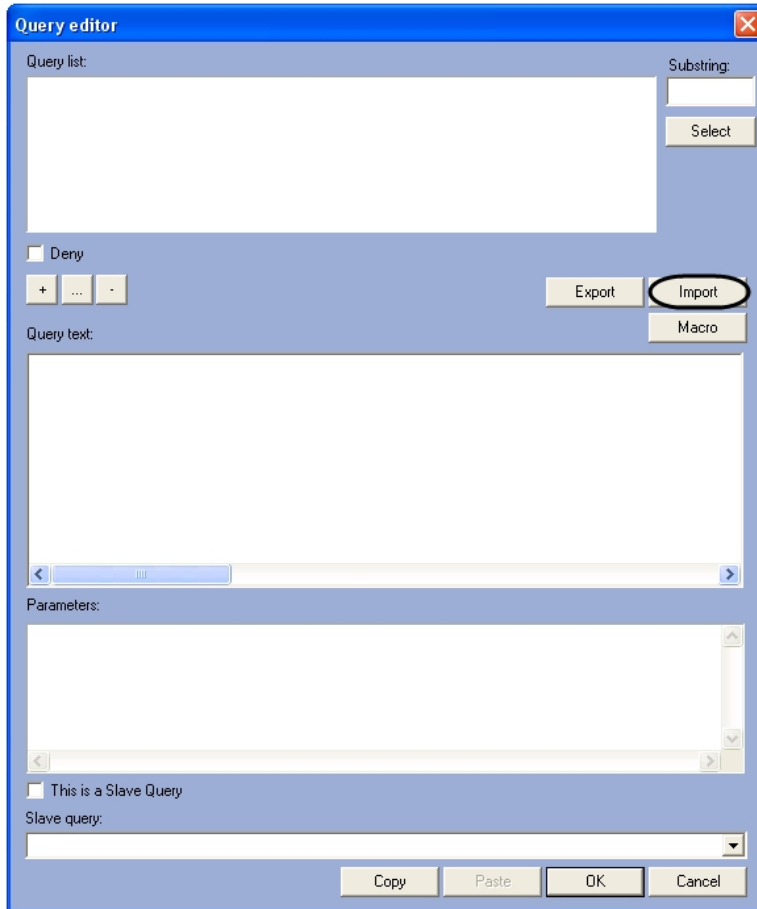 Query editor
Query list:
Substring:
Select
Deny
+ ... - Export Import
Macro
Query text:
Parameters:
This is a Slave Query
Slave query:
Copy Paste OK Cancel